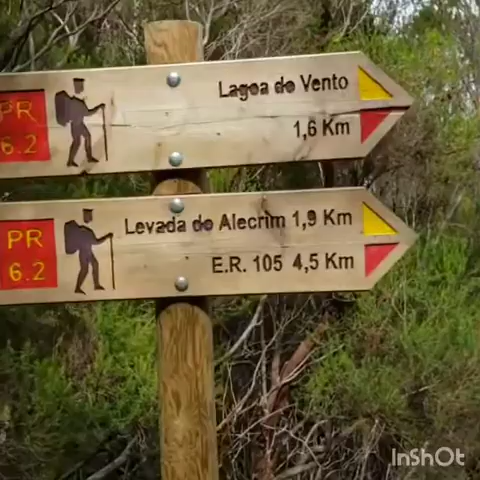 PR
6.2
Lagoa do Vento
1,6 Km
PR
6.2
Levada do Alecrim 1,9 Km
E.R. 105 4,5 Km
InShOt